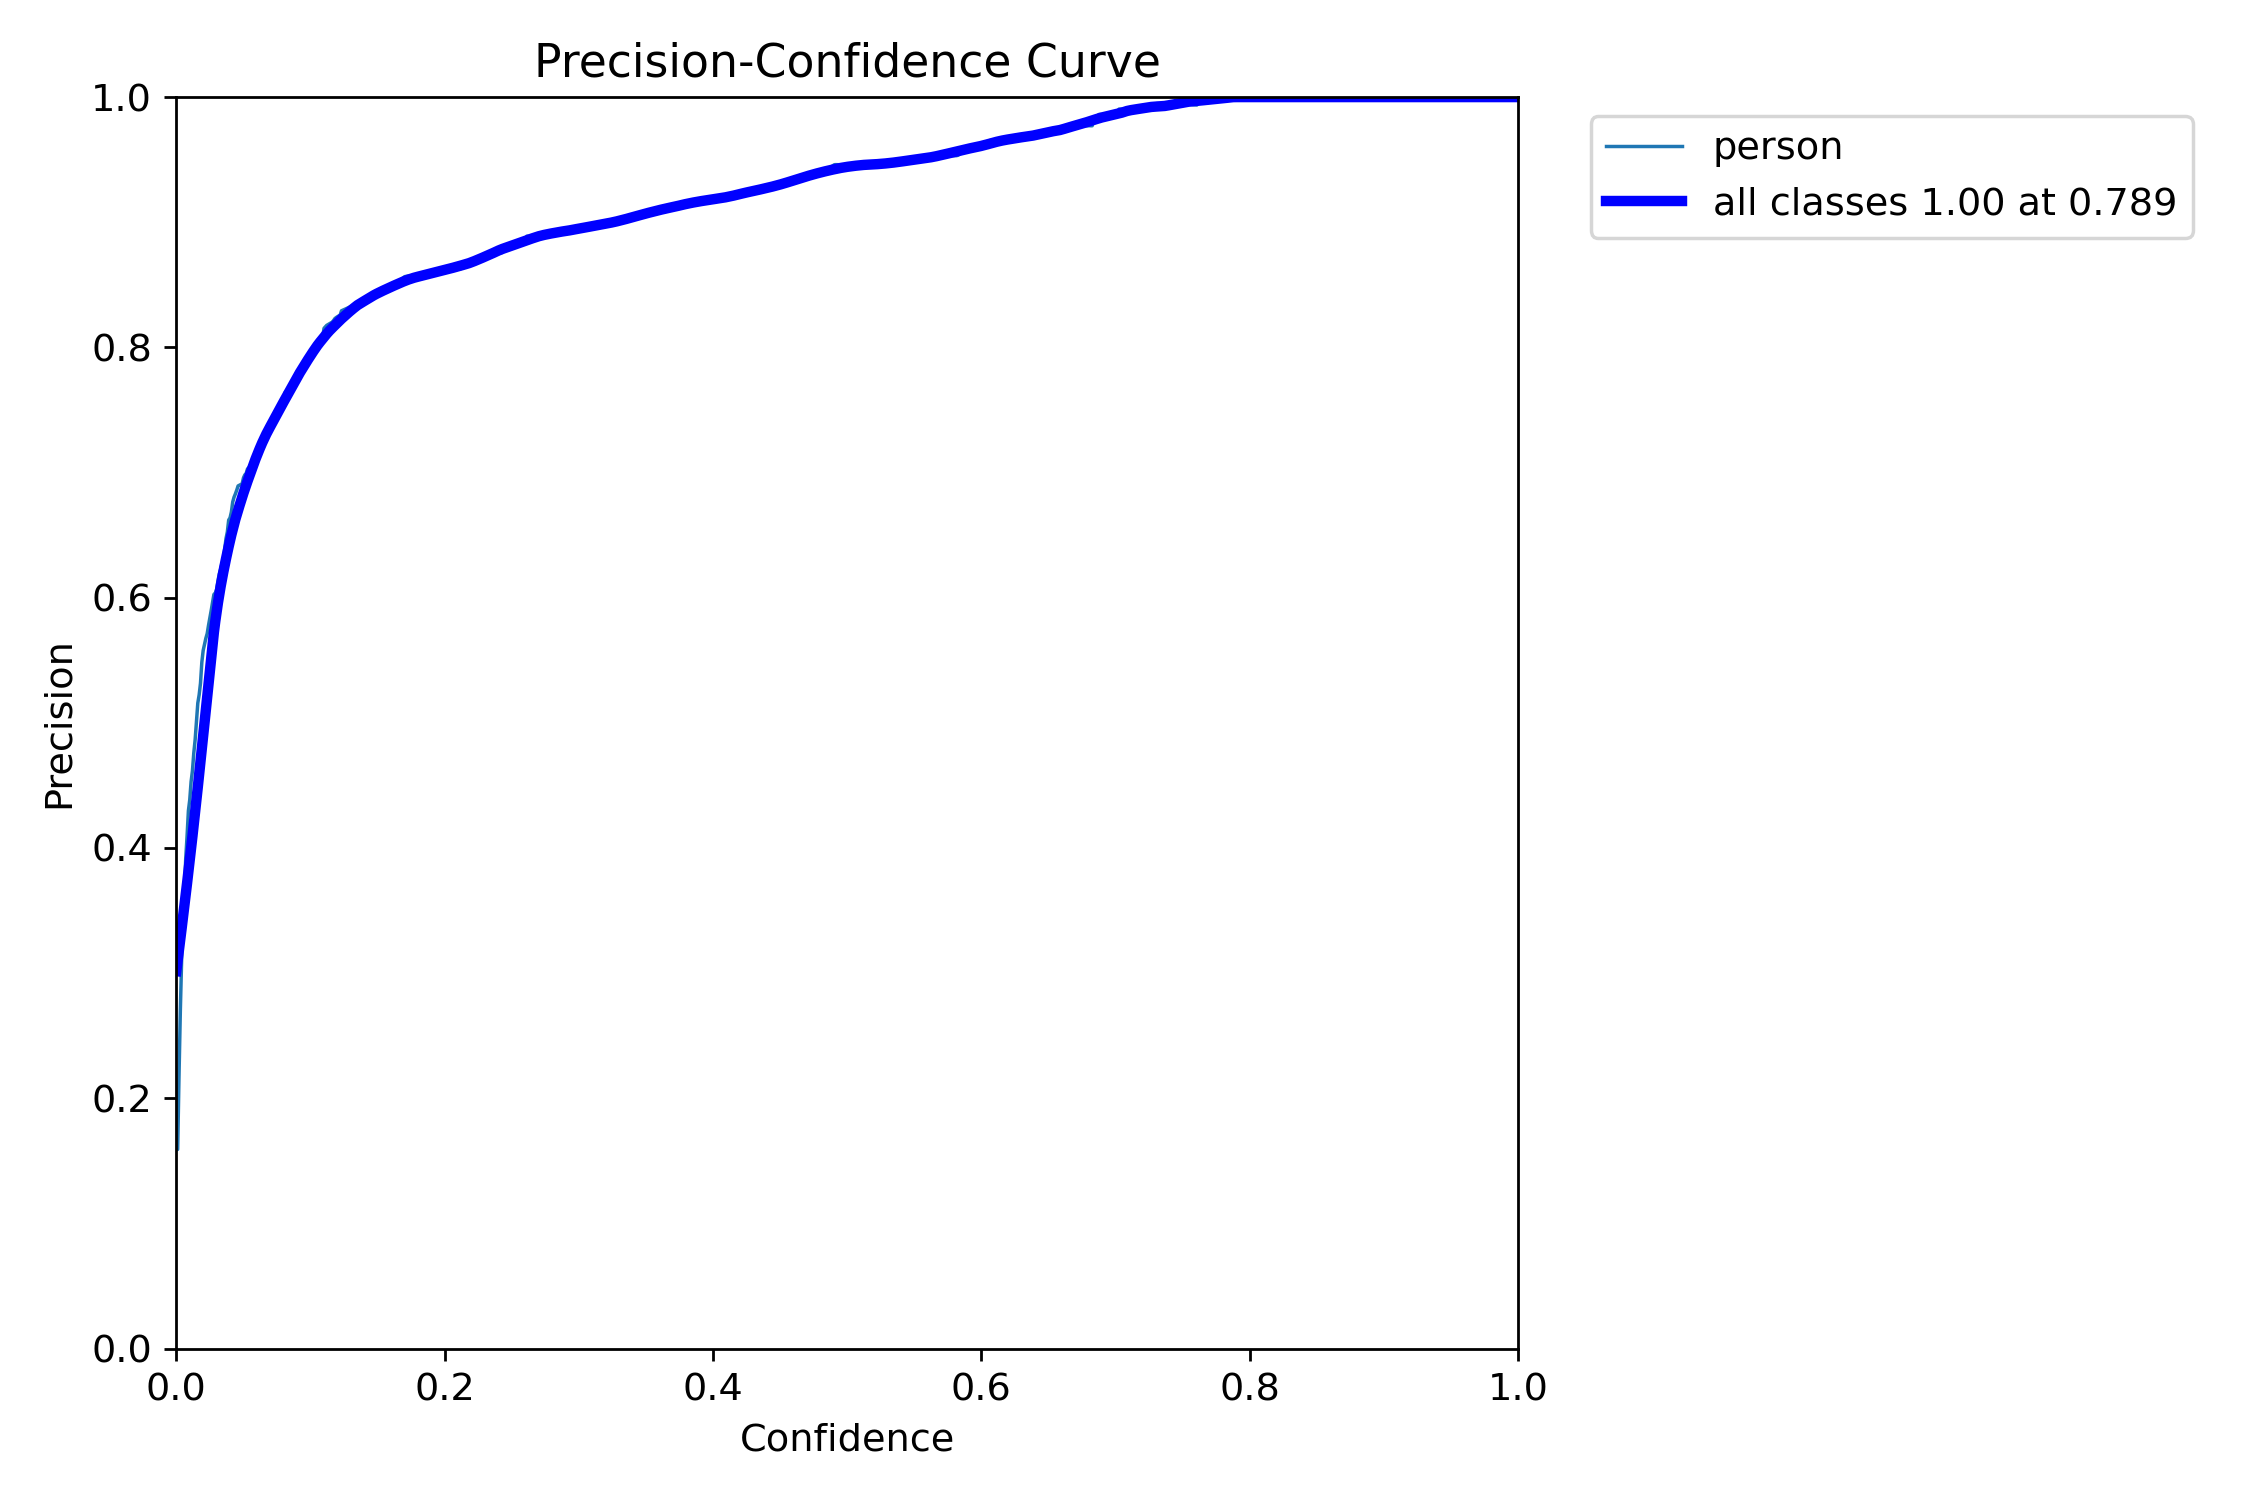 Precision-Confidence Curve
1.0
0.8
0.6
0.4
0.2
0.0
Precision
0.0 0.2 0.4 0.6 0.8 1.0
Confidence
person
all classes 1.00 at 0.789